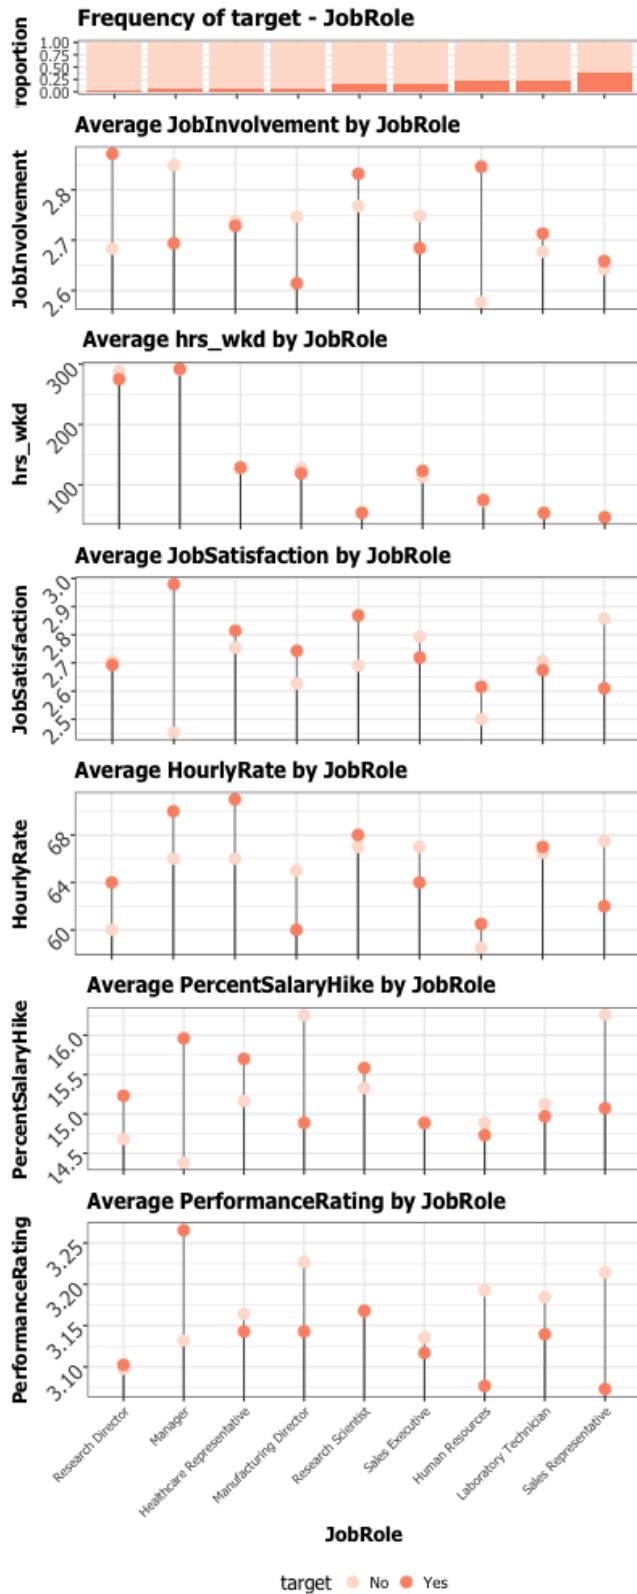 Frequency of target - JobRole
roportion
1.00
0.75
0.50
0.25
0.00
Average JobInvolvement by JobRole
JobInvolvement
2.8
2.7
2.6
Average hrs_wkd by JobRole
hrs_wkd
300
200
100
Average JobSatisfaction by JobRole
JobSatisfaction
3.0
2.9
2.8
2.7
2.6
2.5
Average HourlyRate by JobRole
HourlyRate
68
64
60
Average PercentSalaryHike by JobRole
PercentSalaryHike
16.0
15.5
15.0
14.5
Average PerformanceRating by JobRole
PerformanceRating
3.25
3.20
3.15
3.10
Research Director
Manager
Healthcare Representative
Manufacturing Director
Research Scientist
Sales Executive
Human Resources
Laboratory Technician
Sales Representative
JobRole
target No Yes